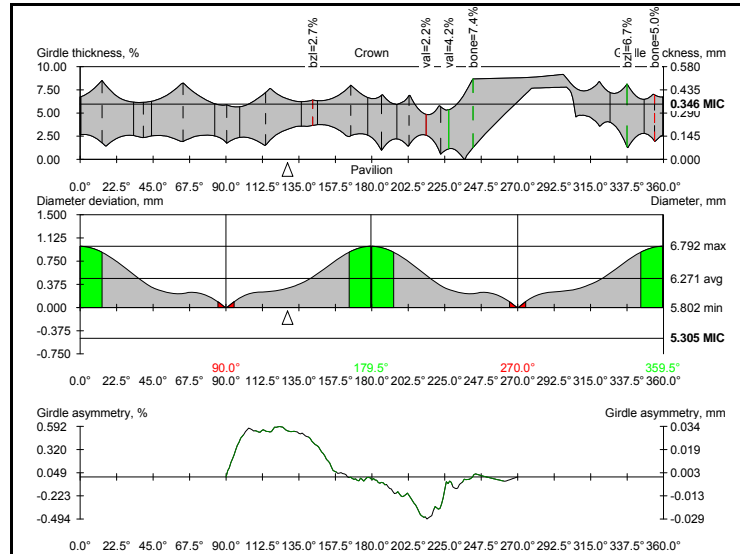 bzl=2.7%
val=2.2%
val=4.2%
bone=7.4%
bzl=6.7%
bone=5.0%
Girdle thickness, %
Crown
ckness, mm
10.00
7.50
5.00
2.50
0.00
0.580
0.435
0.346 MIC
0.290
0.145
0.000
Pavilion
0.0° 22.5° 45.0° 67.5° 90.0° 112.5° 135.0° 157.5° 180.0° 202.5° 225.0° 247.5° 270.0° 292.5° 315.0° 337.5° 360.0°
Diameter deviation, mm
Diameter, mm
1.500
1.125
0.750
0.375
0.000
-0.375
-0.750
6.792 max
6.271 avg
5.802 min
5.305 MIC
90.0° 179.5° 270.0° 359.5°
0.0° 22.5° 45.0° 67.5° 90.0° 112.5° 135.0° 157.5° 180.0° 202.5° 225.0° 247.5° 270.0° 292.5° 315.0° 337.5° 360.0°
Girdle asymmetry, %
Girdle asymmetry, mm
0.592
0.320
0.049
-0.223
-0.494
0.034
0.019
0.003
-0.013
-0.029
0.0° 22.5° 45.0° 67.5° 90.0° 112.5° 135.0° 157.5° 180.0° 202.5° 225.0° 247.5° 270.0° 292.5° 315.0° 337.5° 360.0°